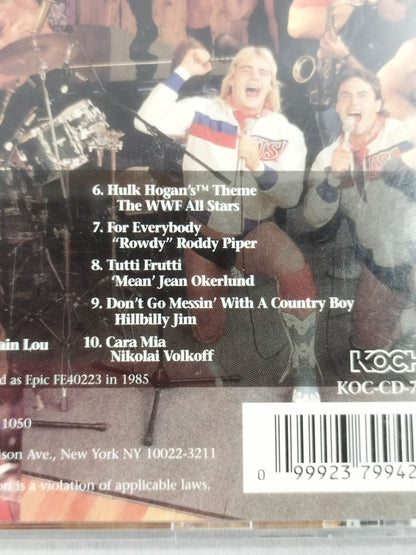 USA
USA
6. Hulk Hogan's™ Theme
The WWF All Stars
7. For Everybody
"Rowdy" Roddy Piper
8. Tutti Frutti
'Mean' Jean Okerlund
9. Don't Go Messin' With A Country Boy
Hillbilly Jim
ain Lou
10. Cara Mia
Nikolai Volkoff
d as Epic FE40223 in 1985
KOCH
KOC-CD-7
1050
ison Ave., New York NY 10022-3211
on is a violation of applicable laws.
0 99923 79942